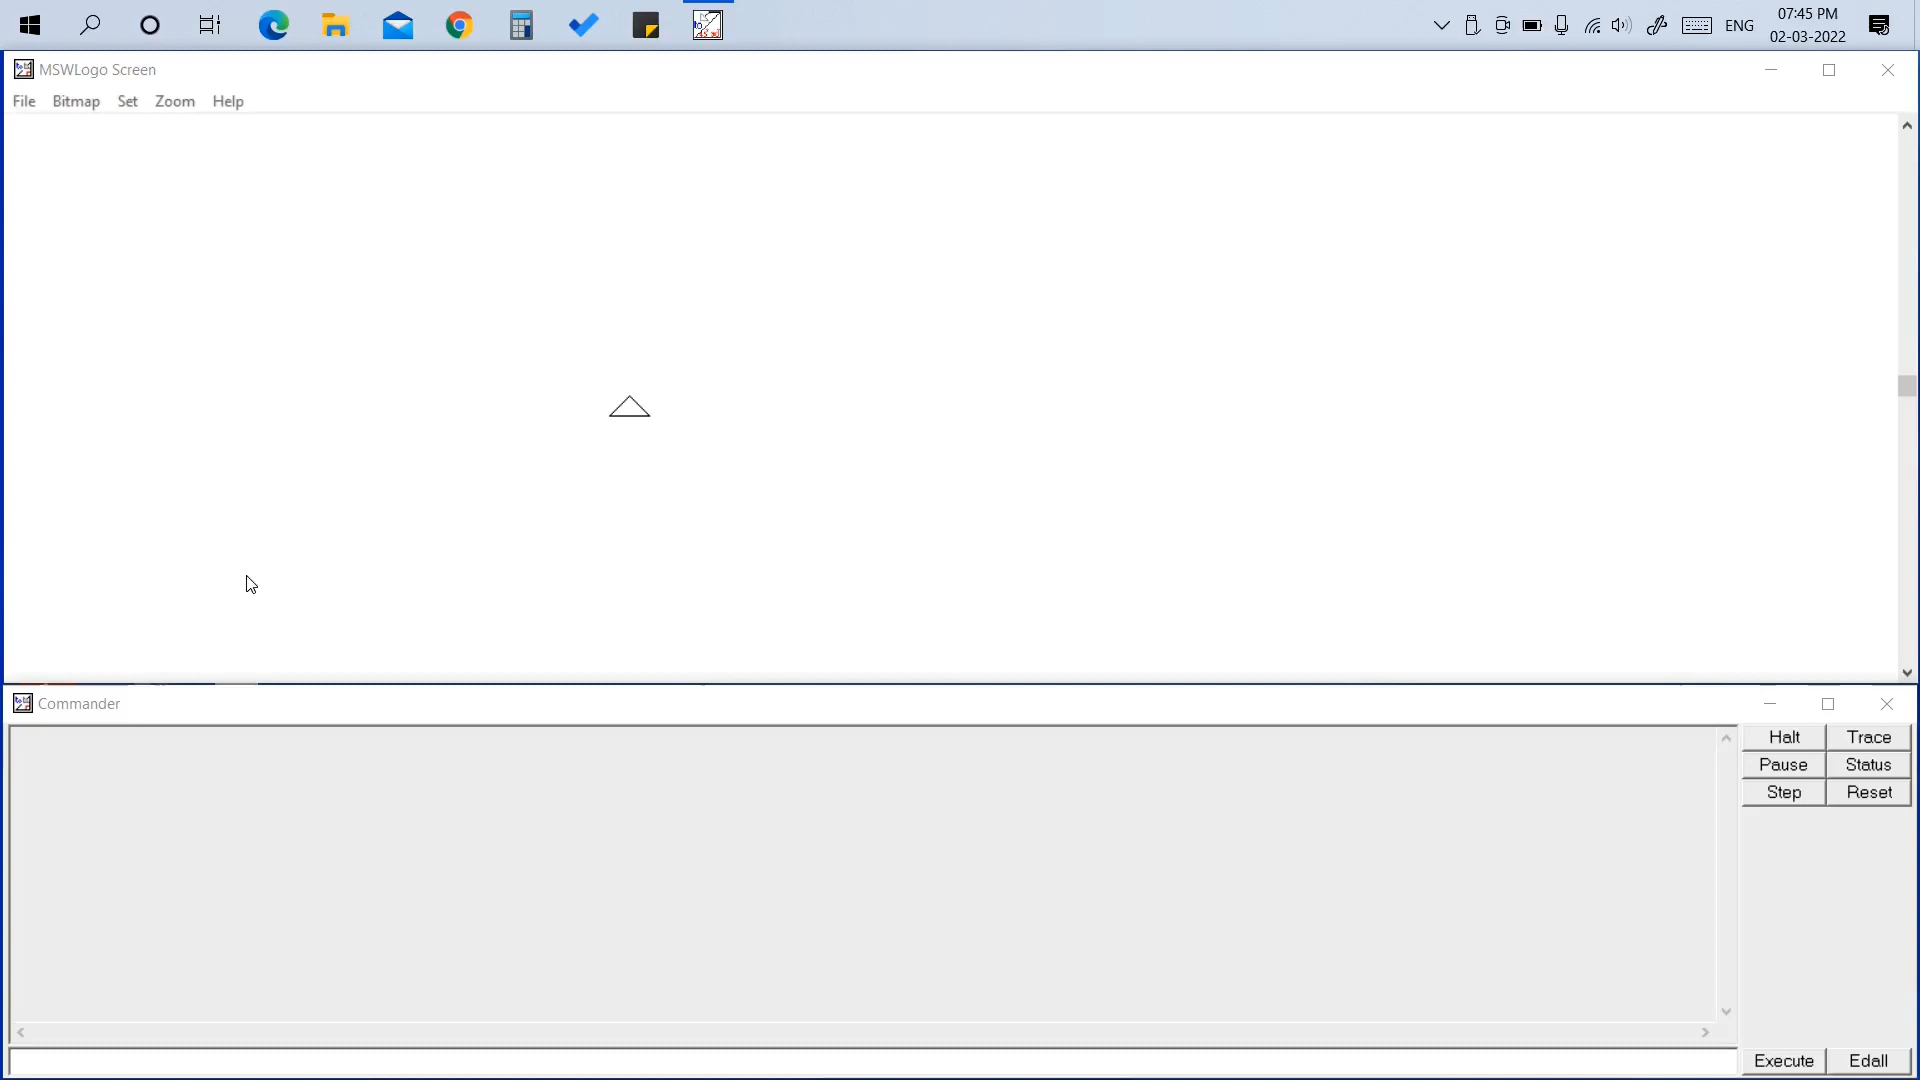 ENG
07:45 PM
02-03-2022
MSWLogo Screen
File Bitmap Set Zoom Help
Commander
Halt Trace
Pause Status
Step Reset
Execute Edall